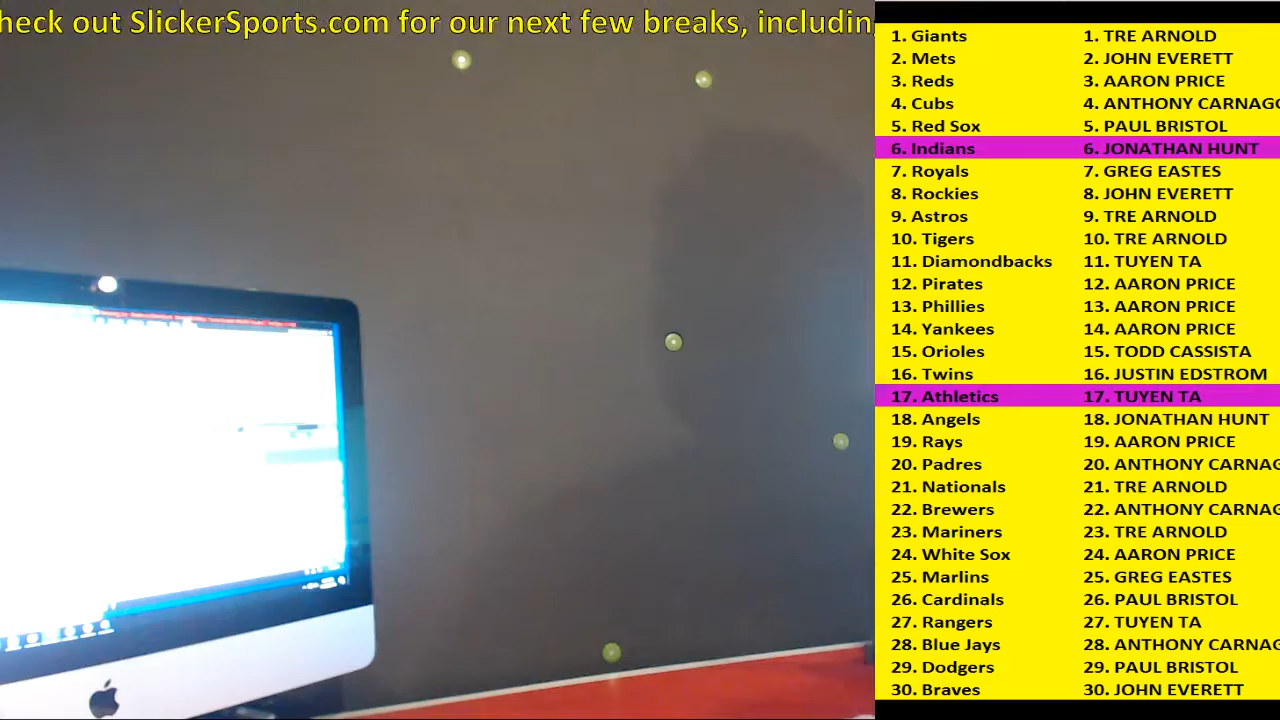 heck out SlickerSports.com for our next few breaks, includin
1. Giants 1. TRE ARNOLD
2. Mets 2. JOHN EVERETT
3. Reds 3. AARON PRICE
4. Cubs 4. ANTHONY CARNAGO
5. Red Sox 5. PAUL BRISTOL
6. Indians 6. JONATHAN HUNT
7. Royals 7. GREG EASTES
8. Rockies 8. JOHN EVERETT
9. Astros 9. TRE ARNOLD
10. Tigers 10. TRE ARNOLD
11. Diamondbacks 11. TUYEN TA
12. Pirates 12. AARON PRICE
13. Phillies 13. AARON PRICE
14. Yankees 14. AARON PRICE
15. Orioles 15. TODD CASSISTA
16. Twins 16. JUSTIN EDSTROM
17. Athletics 17. TUYEN TA
18. Angels 18. JONATHAN HUNT
19. Rays 19. AARON PRICE
20. Padres 20. ANTHONY CARNAG
21. Nationals 21. TRE ARNOLD
22. Brewers 22. ANTHONY CARNAG
23. Mariners 23. TRE ARNOLD
24. White Sox 24. AARON PRICE
25. Marlins 25. GREG EASTES
26. Cardinals 26. PAUL BRISTOL
27. Rangers 27. TUYEN TA
28. Blue Jays 28. ANTHONY CARNAG
29. Dodgers 29. PAUL BRISTOL
30. Braves 30. JOHN EVERETT